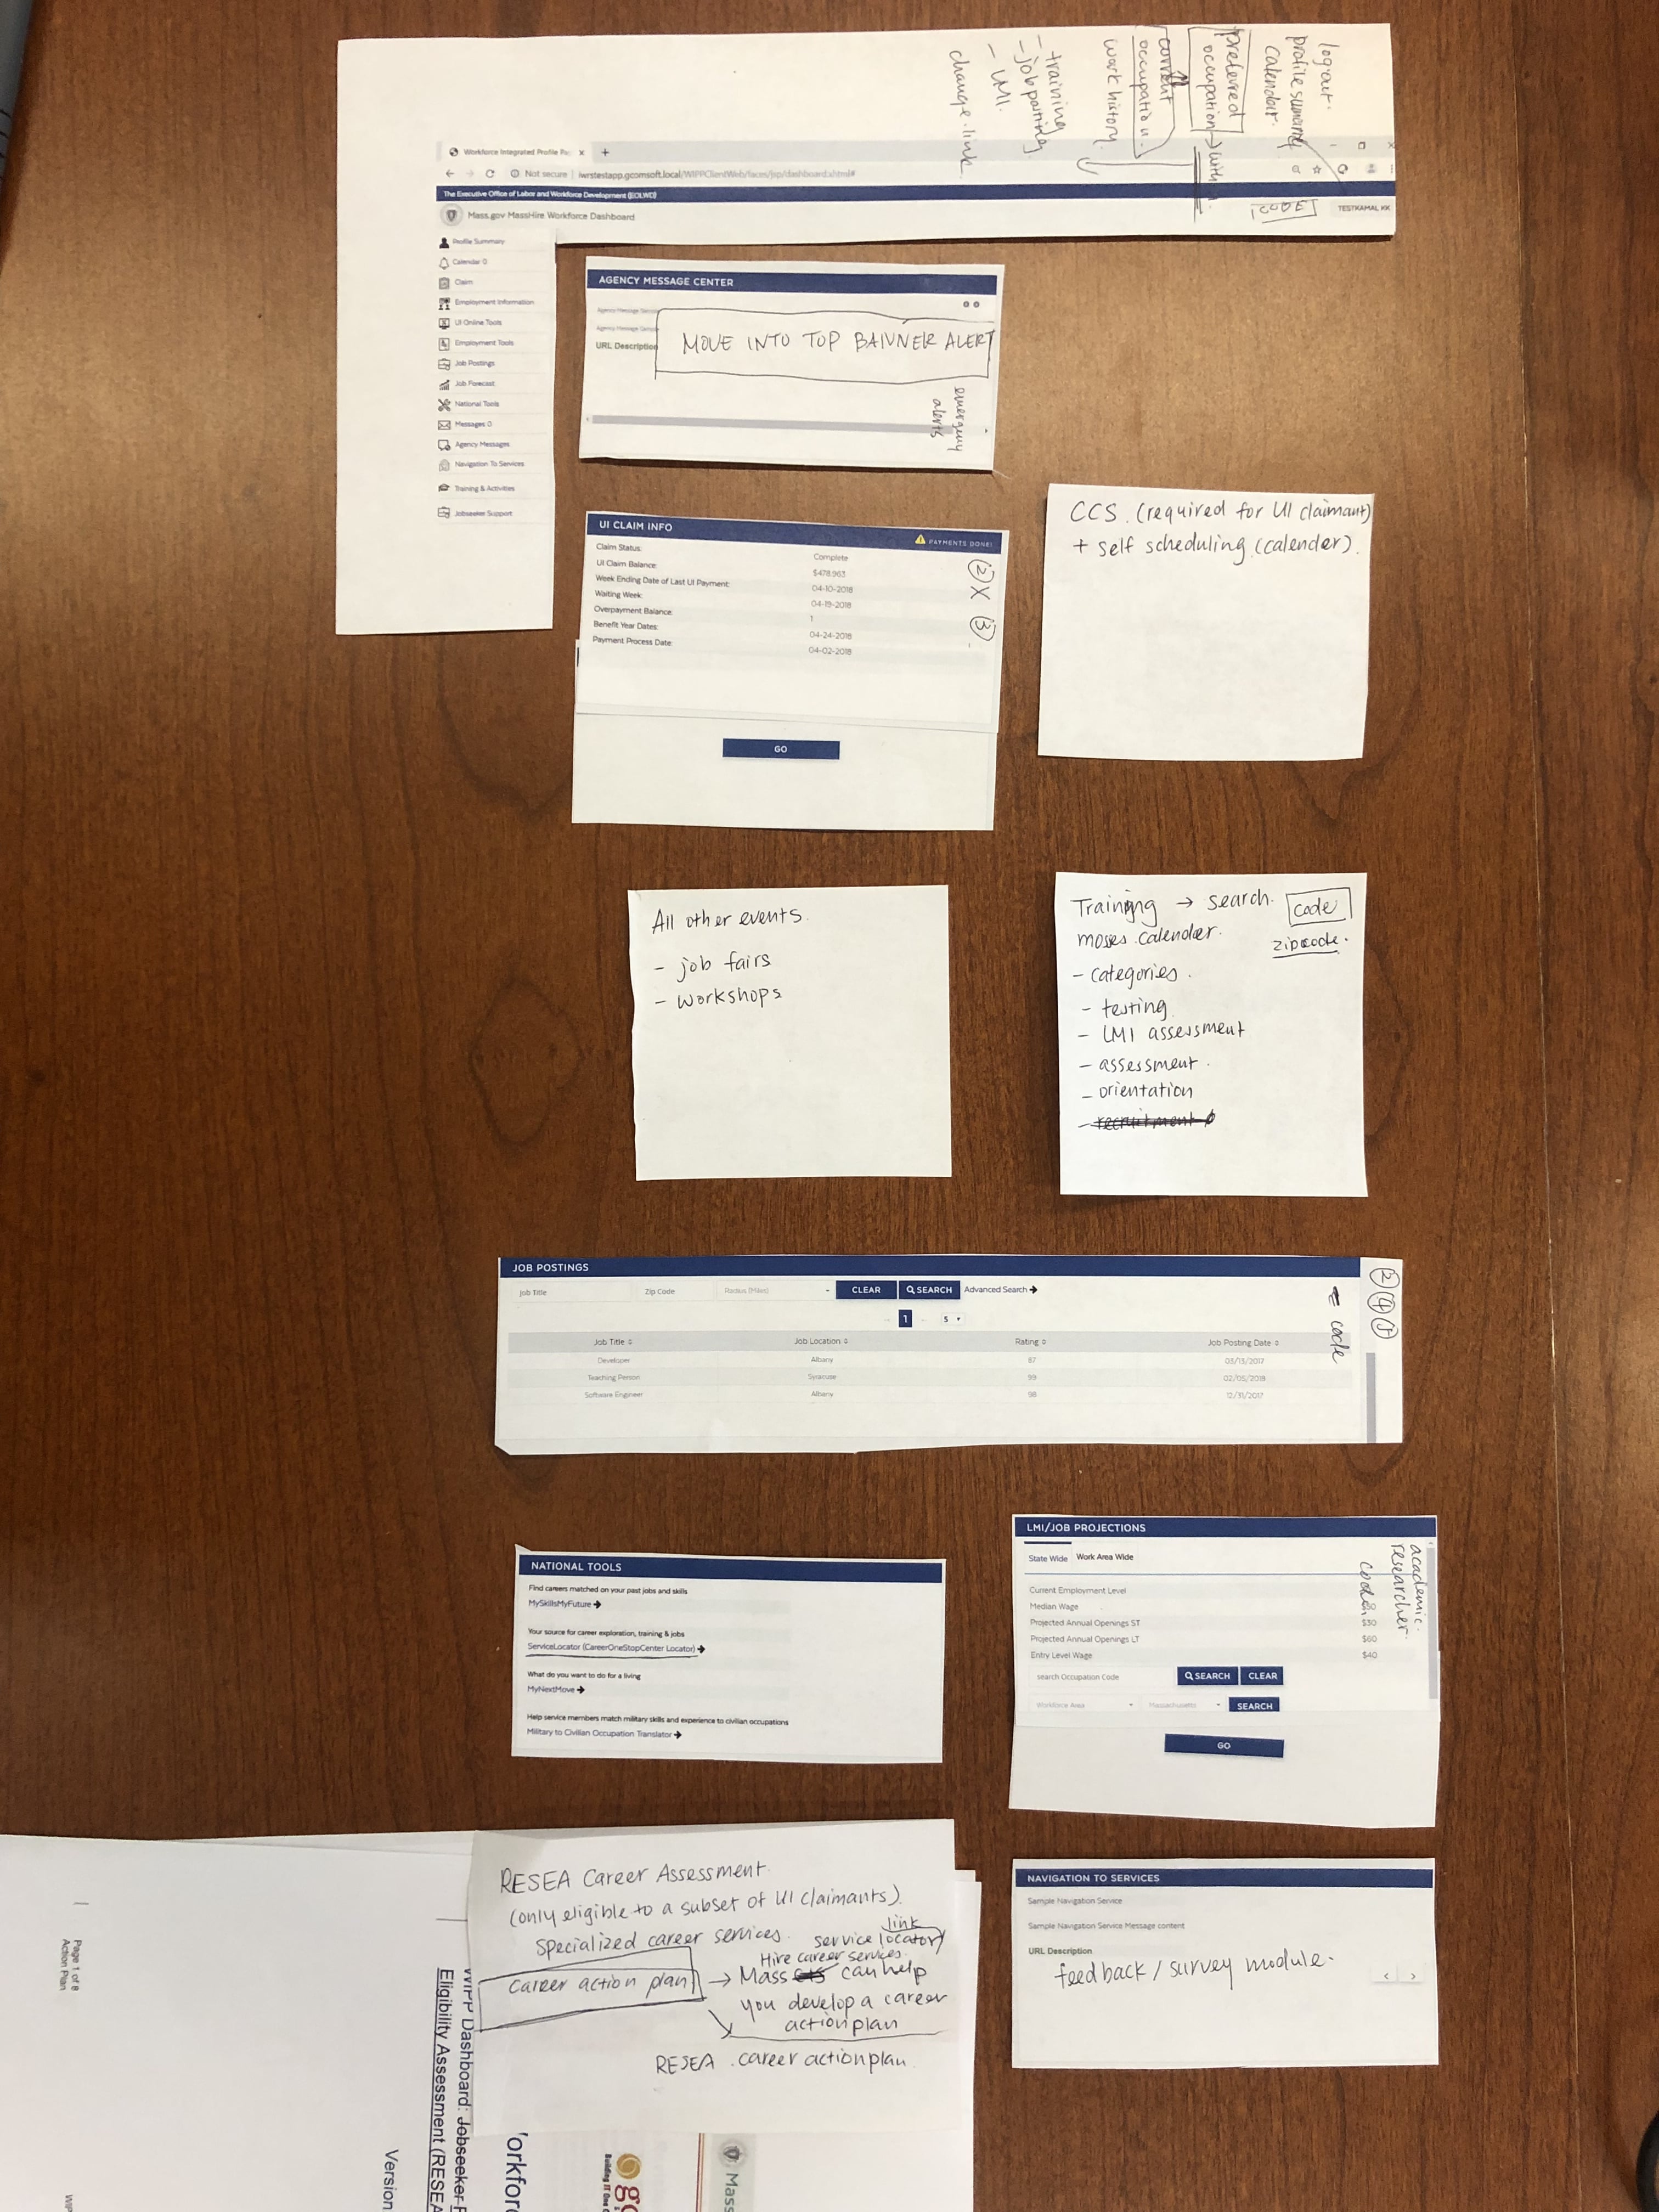 logout.
profile summary
calendar.
preferred
occupation → with
code
current
occupation.
work history.
- training
- job posting
- LMI.
change link
Workforce Integrated Profile Pa
Not secure | iwrstestapp.gcomsoft.local/WIPPClientWeb/faces/jsp/dashboard.xhtml#
The Executive Office of Labor and Workforce Development (EOLWD)
Mass.gov MassHire Workforce Dashboard
TESTKAMAL KK
Profile Summary
Calendar 0
Claim
Employment Information
UI Online Tools
Employment Tools
Job Postings
Job Forecast
National Tools
Messages 0
Agency Messages
Navigation To Services
Training & Activities
Jobseeker Support
AGENCY MESSAGE CENTER
Agency Message
Agency Message
URL Description
MOVE INTO TOP BANNER ALERT
emergency
alerts
UI CLAIM INFO
PAYMENTS DONE!
Claim Status: Complete
UI Claim Balance: $478,963
Week Ending Date of Last UI Payment: 04-10-2018
Waiting Week: 04-19-2018
Overpayment Balance: 1
Benefit Year Dates: 04-24-2018
Payment Process Date: 04-02-2018
2 X 3
GO
CCS. (required for UI claimant)
+ self scheduling (calender).
All other events.
- job fairs
- workshops
Training → search. code
moses calender. zipcode.
- categories.
- testing
- LMI assessment
- assessment.
- orientation
- recruitment
JOB POSTINGS
Job Title Zip Code Radius (Miles) CLEAR SEARCH Advanced Search
1 5
Job Title Job Location Rating Job Posting Date
Developer Albany 87 03/13/2017
Teaching Person Syracuse 99 02/05/2018
Software Engineer Albany 98 12/31/2017
code
2 4 5
NATIONAL TOOLS
Find careers matched on your past jobs and skills
MySkillsMyFuture
Your source for career exploration, training & jobs
ServiceLocator (CareerOneStopCenter Locator)
What do you want to do for a living
MyNextMove
Help service members match military skills and experience to civilian occupations
Military to Civilian Occupation Translator
LMI/JOB PROJECTIONS
State Wide Work Area Wide
Current Employment Level
Median Wage
Projected Annual Openings ST $30
Projected Annual Openings LT $60
Entry Level Wage $40
search Occupation Code SEARCH CLEAR
Workforce Area Massachusetts SEARCH
GO
academic
researcher.
RESEA Career Assessment
(only eligible to a subset of UI claimants)
specialized career services.
link
service locator
Career action plan → Mass Hire career services can help
you develop a career
action plan
RESEA career action plan.
NAVIGATION TO SERVICES
Sample Navigation Service
Sample Navigation Service Message content
URL Description
feedback / survey module.
Page 1 of 8
Action Plan
WIPP Dashboard: Jobseeker
Eligibility Assessment (RESEA
Version
Mass
Building IT One